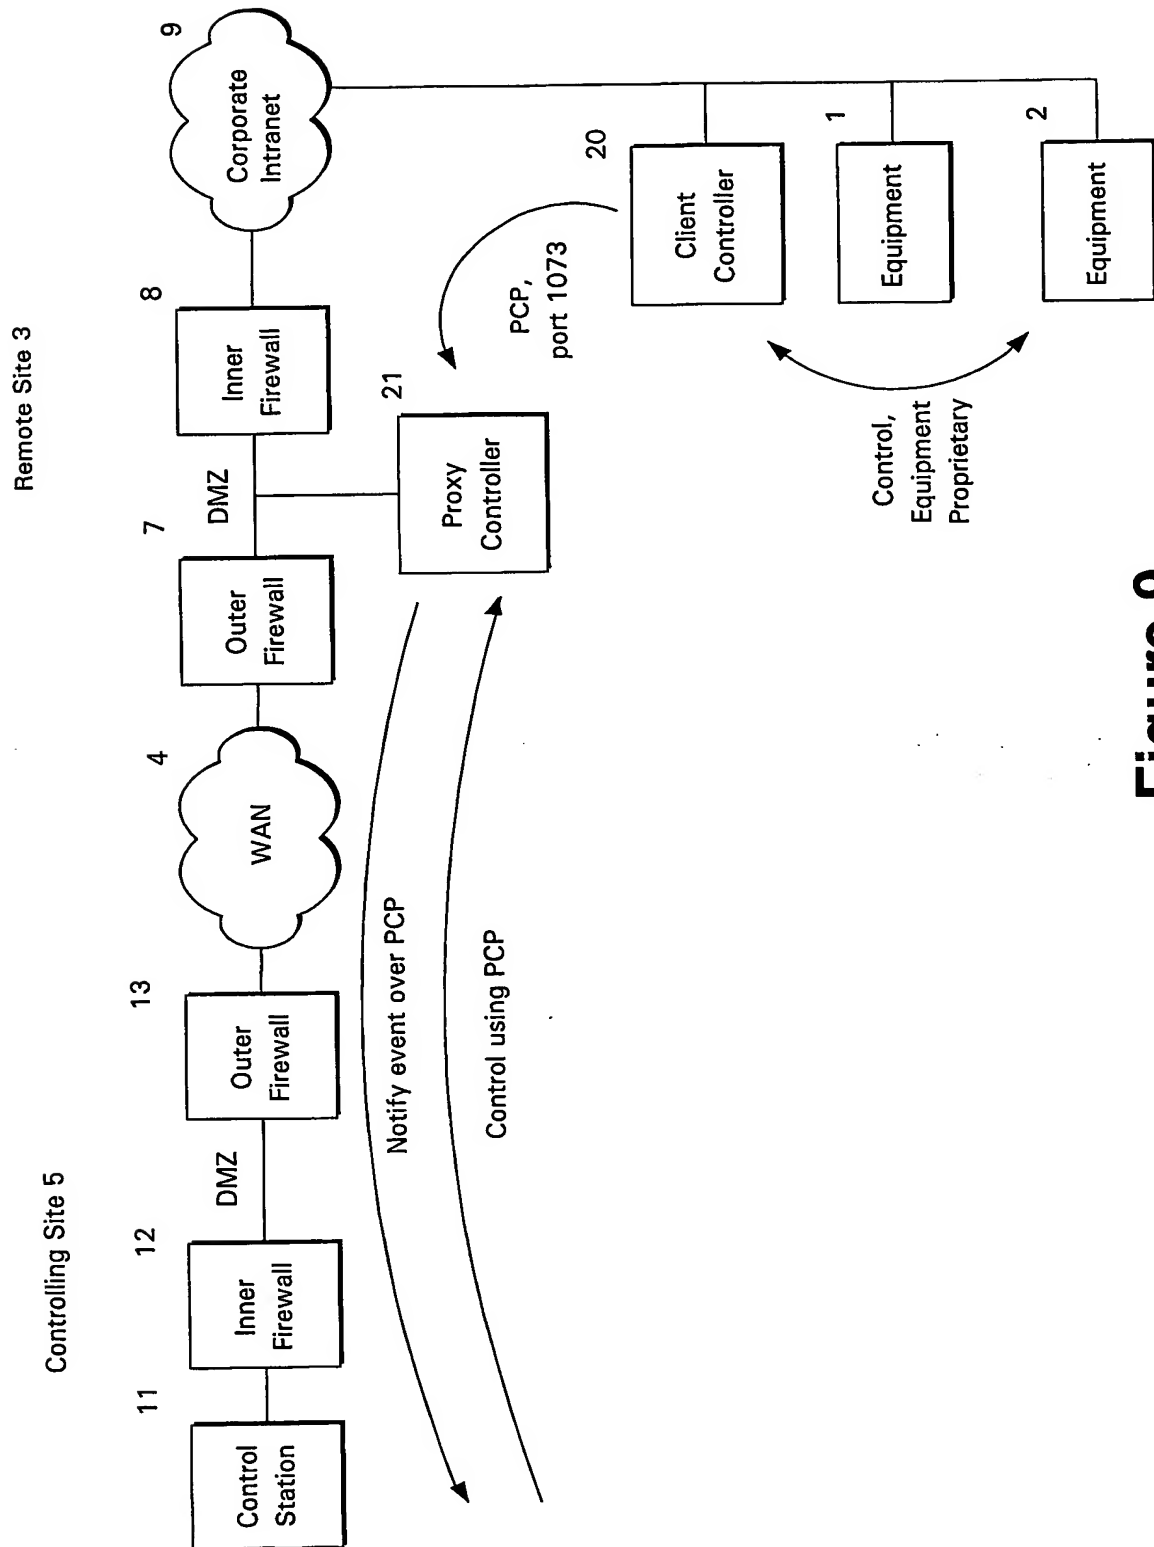 Controlling Site 5
Remote Site 3
11
12
13
4
7
8
9
Control
Station
Inner
Firewall
DMZ
Outer
Firewall
WAN
Outer
Firewall
DMZ
Inner
Firewall
Corporate
Intranet
21
Proxy
Controller
Notify event over PCP
Control using PCP
PCP,
port 1073
20
Client
Controller
1
Equipment
2
Equipment
Control,
Equipment
Proprietary
Figure